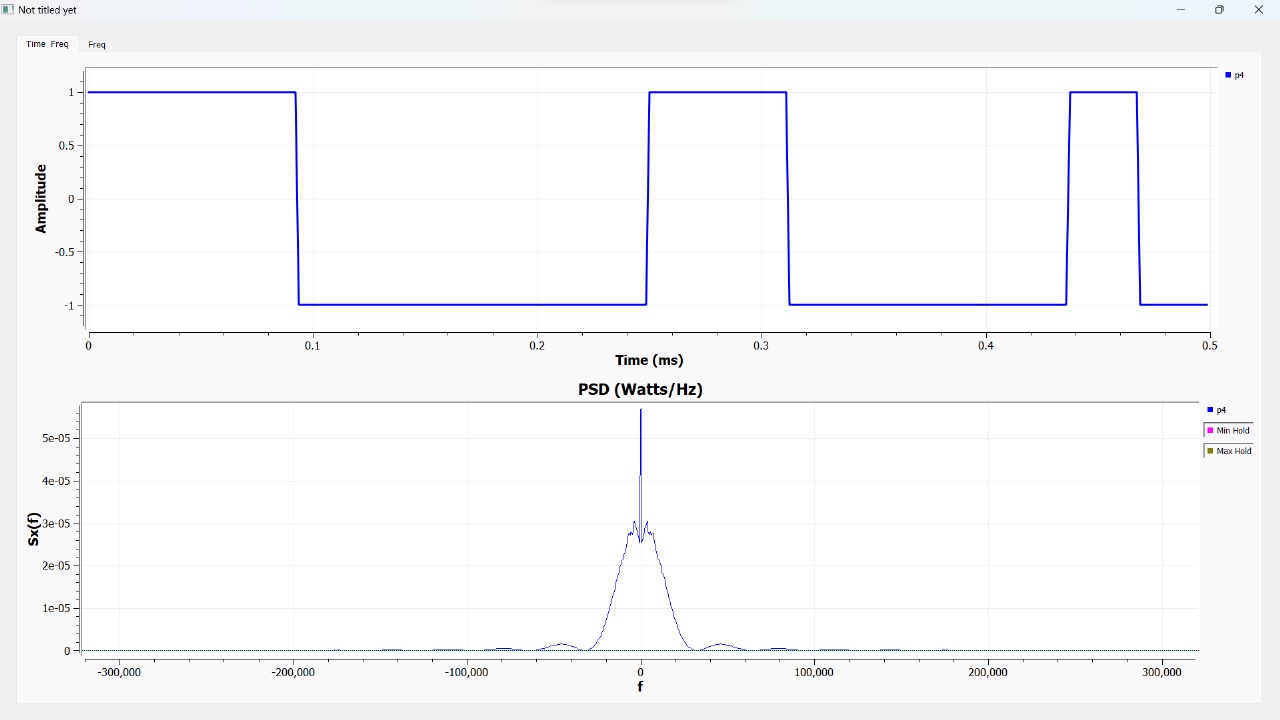 Not titled yet
Time Freq
Freq
p4
1
0.5
0
-0.5
-1
Amplitude
0 0.1 0.2 0.3 0.4 0.5
Time (ms)
PSD (Watts/Hz)
p4
Min Hold
Max Hold
5e-05
4e-05
3e-05
2e-05
1e-05
0
Sx(f)
-300,000 -200,000 -100,000 0 100,000 200,000 300,000
f